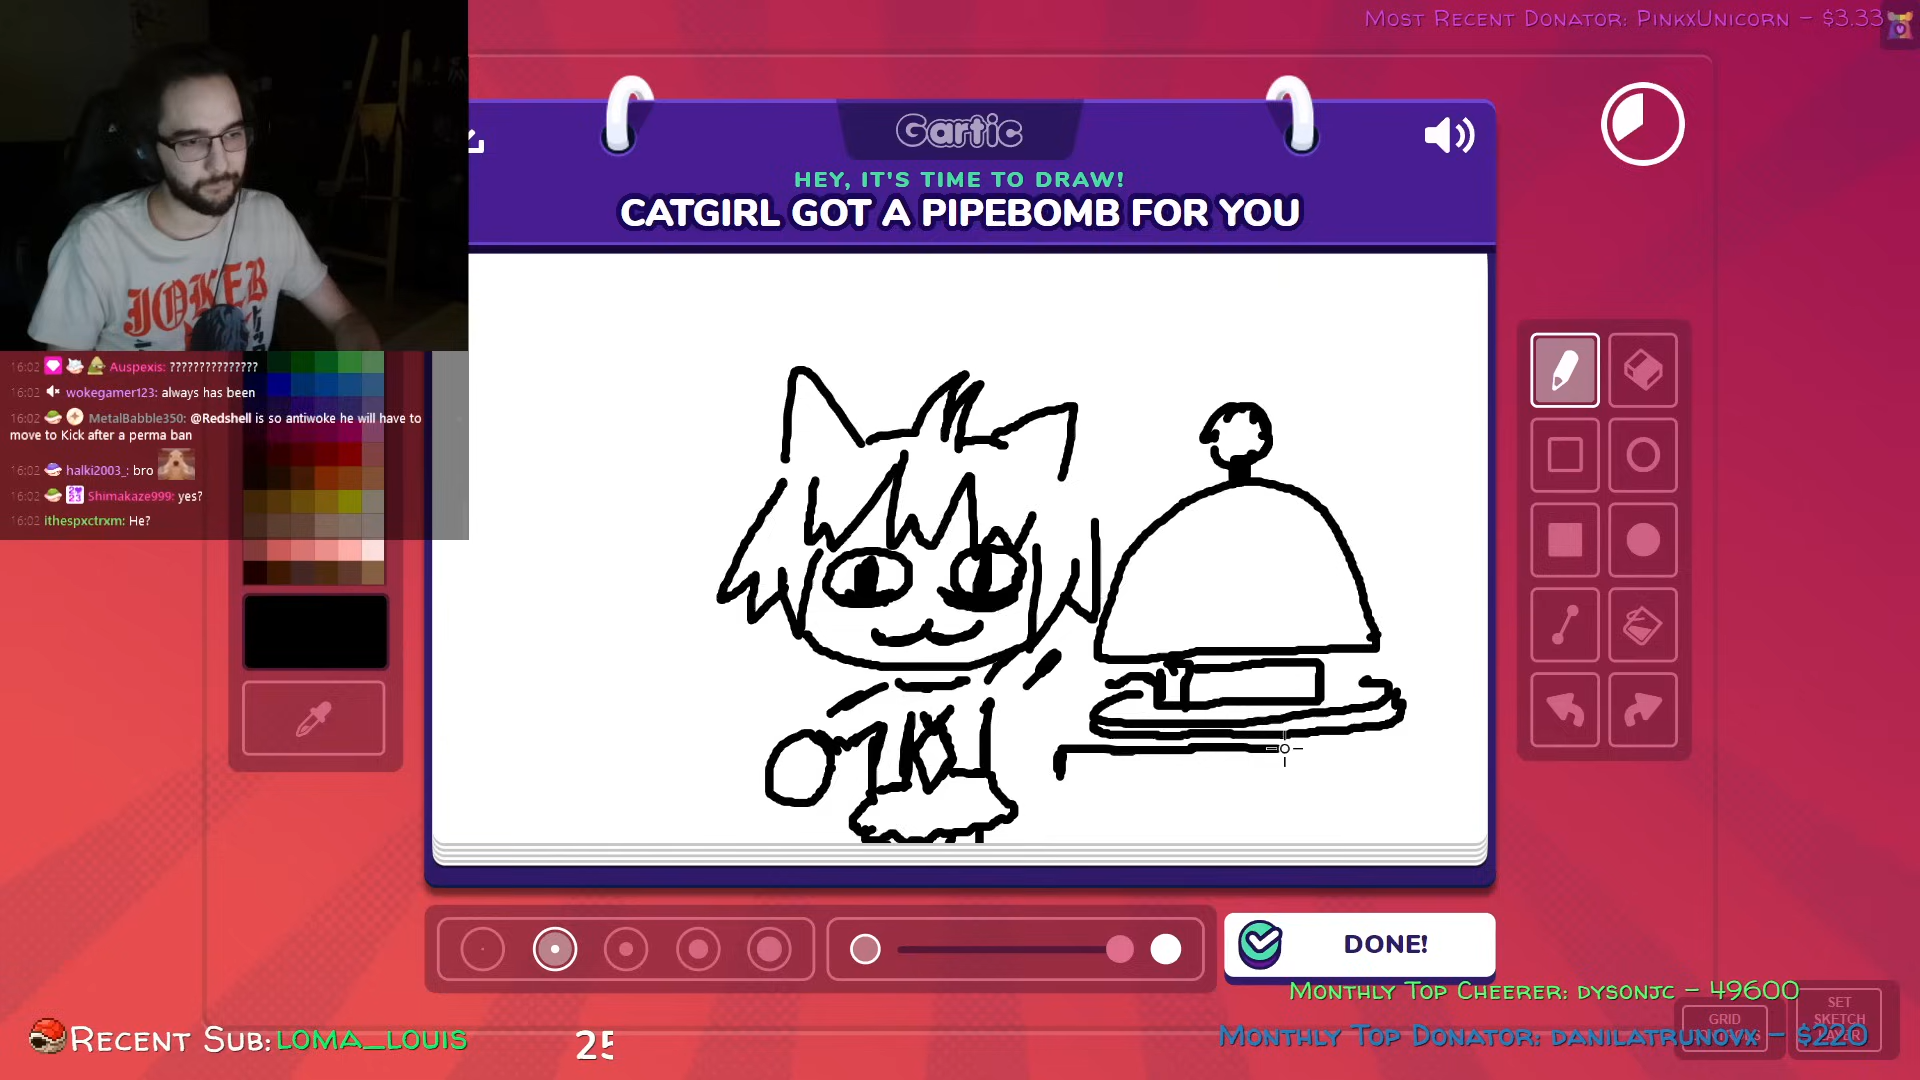 MOST RECENT DONATOR: PINKXUNICORN - $3.33
Gartic
HEY, IT'S TIME TO DRAW!
CATGIRL GOT A PIPEBOMB FOR YOU
JOKER
16:02 Auspexis: ???????????????
16:02 wokegamer123: always has been
16:02 MetalBabble350: @Redshell is so antiwoke he will have to
move to Kick after a perma ban
16:02 halki2003_: bro
16:02 Shimakaze999: yes?
16:02 ithespxctrxm: He?
DONE!
MONTHLY TOP CHEERER: DYSONJC - 49600
SET
SKETCH
GRID
RECENT SUB: LOMA_LOUIS
25
MONTHLY TOP DONATOR: DANILATRUNOVX - $220